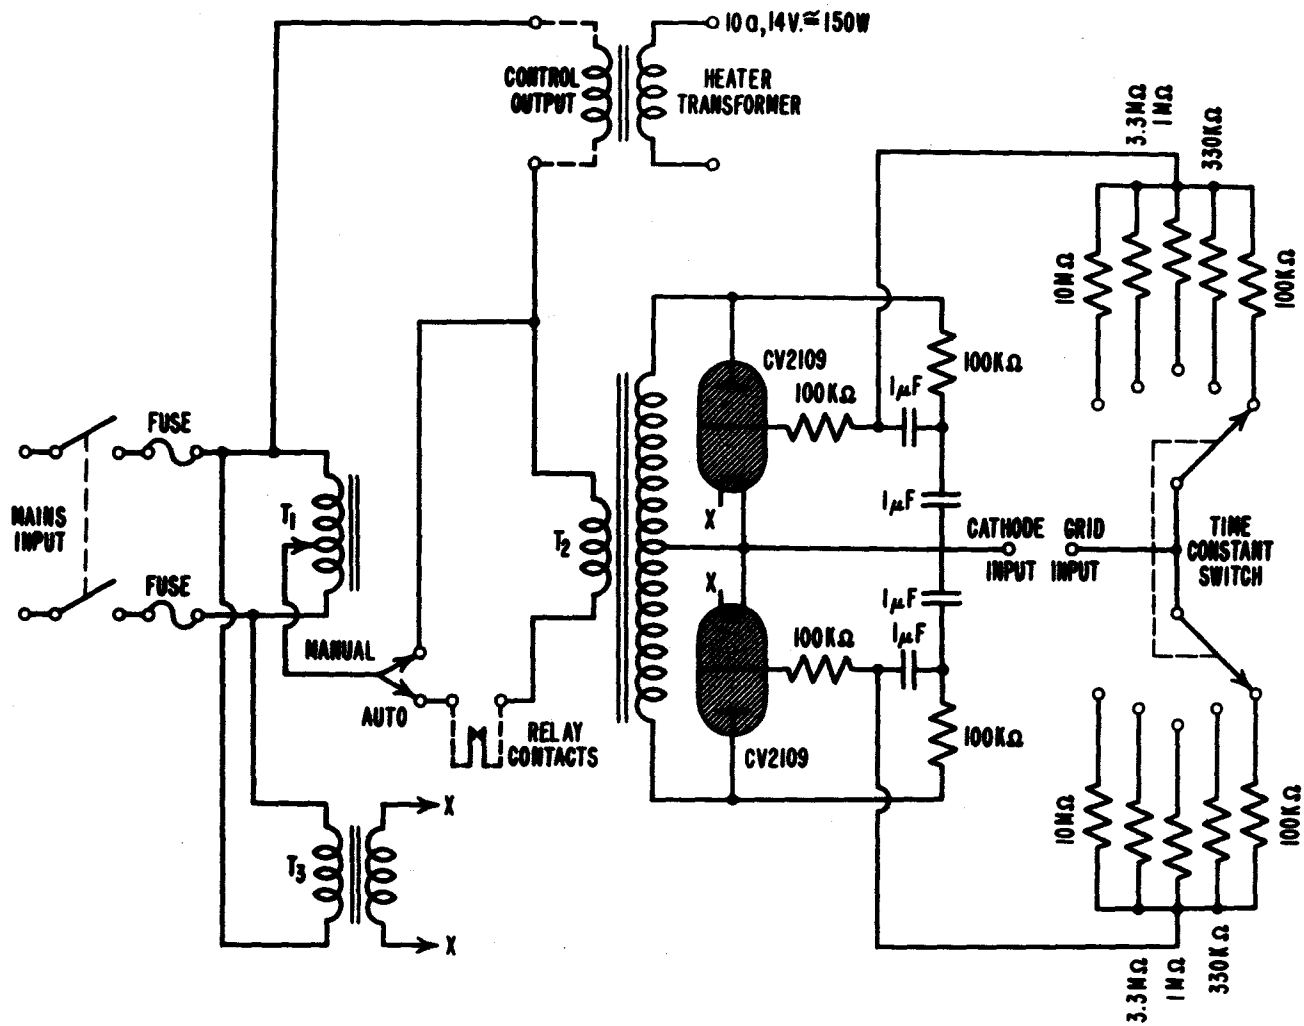 10a,14V.≅150W
CONTROL
OUTPUT
HEATER
TRANSFORMER
3.3MΩ
1MΩ
330KΩ
10MΩ
100KΩ
CV2109
100KΩ
1μF
100KΩ
FUSE
MAINS
INPUT
T1
T2
X
1μF
CATHODE
INPUT
GRID
INPUT
TIME
CONSTANT
SWITCH
FUSE
X
1μF
1μF
100KΩ
MANUAL
AUTO
RELAY
CONTACTS
CV2109
100KΩ
10MΩ
100KΩ
T3
X
X
3.3MΩ
1MΩ
330KΩ